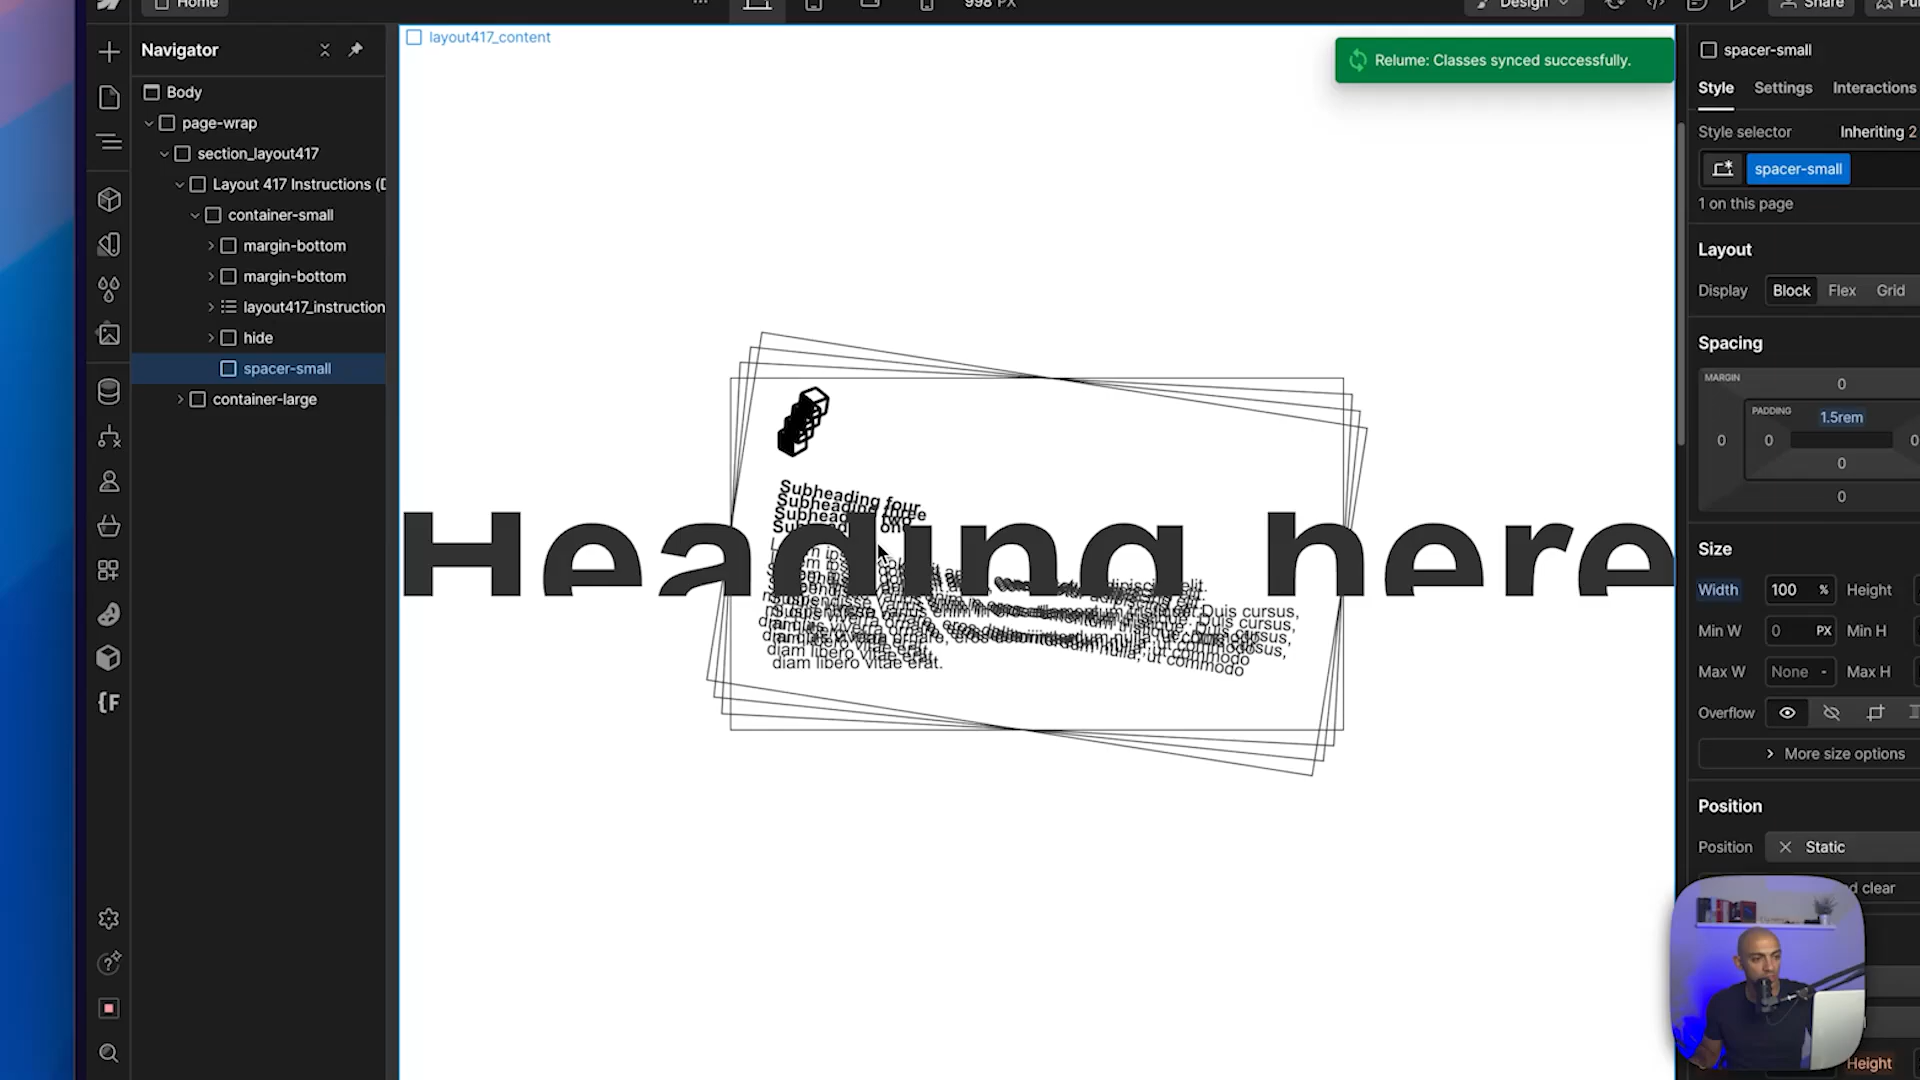 Home
998 PX
Design
Share
Navigator
Body
page-wrap
section_layout417
Layout 417 Instructions (
container-small
margin-bottom
margin-bottom
layout417_instruction
hide
spacer-small
container-large
layout417_content
Relume: Classes synced successfully.
Heading here
Subheading four
Subheading three
Subheading one
diam libero vitae erat.
spacer-small
Style
Settings
Interactions
Style selector
Inheriting 2
spacer-small
1 on this page
Layout
Display
Block
Flex
Grid
Spacing
MARGIN
0
PADDING
1.5rem
0
0
0
0
0
Size
Width
100 %
Height
Min W
0 PX
Min H
Max W
None
Max H
Overflow
More size options
Position
Position
Static
clear
Height